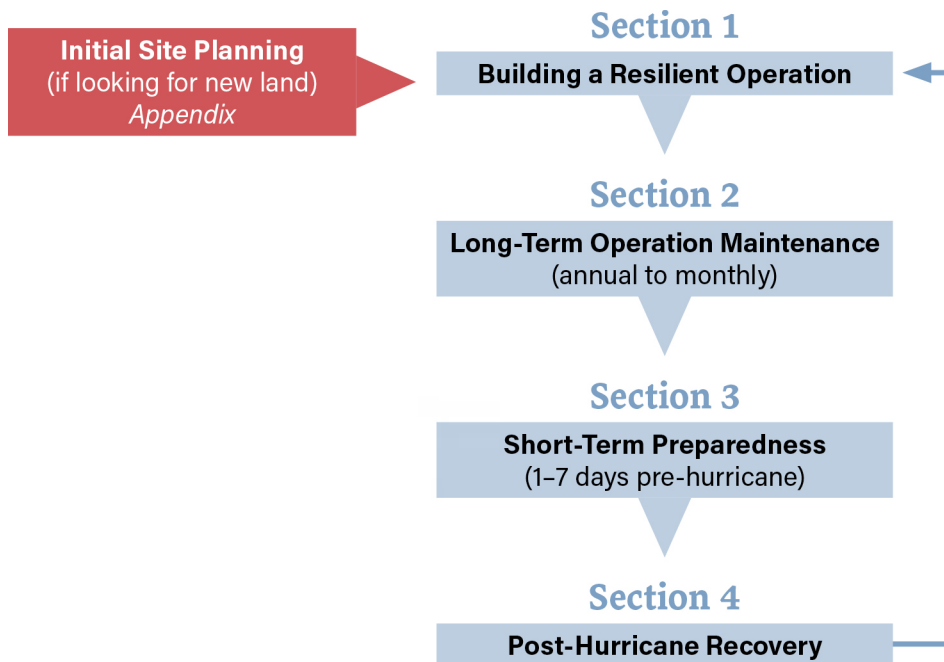 Initial Site Planning
(if looking for new land)
Appendix
Section 1
Building a Resilient Operation
Section 2
Long-Term Operation Maintenance
(annual to monthly)
Section 3
Short-Term Preparedness
(1–7 days pre-hurricane)
Section 4
Post-Hurricane Recovery